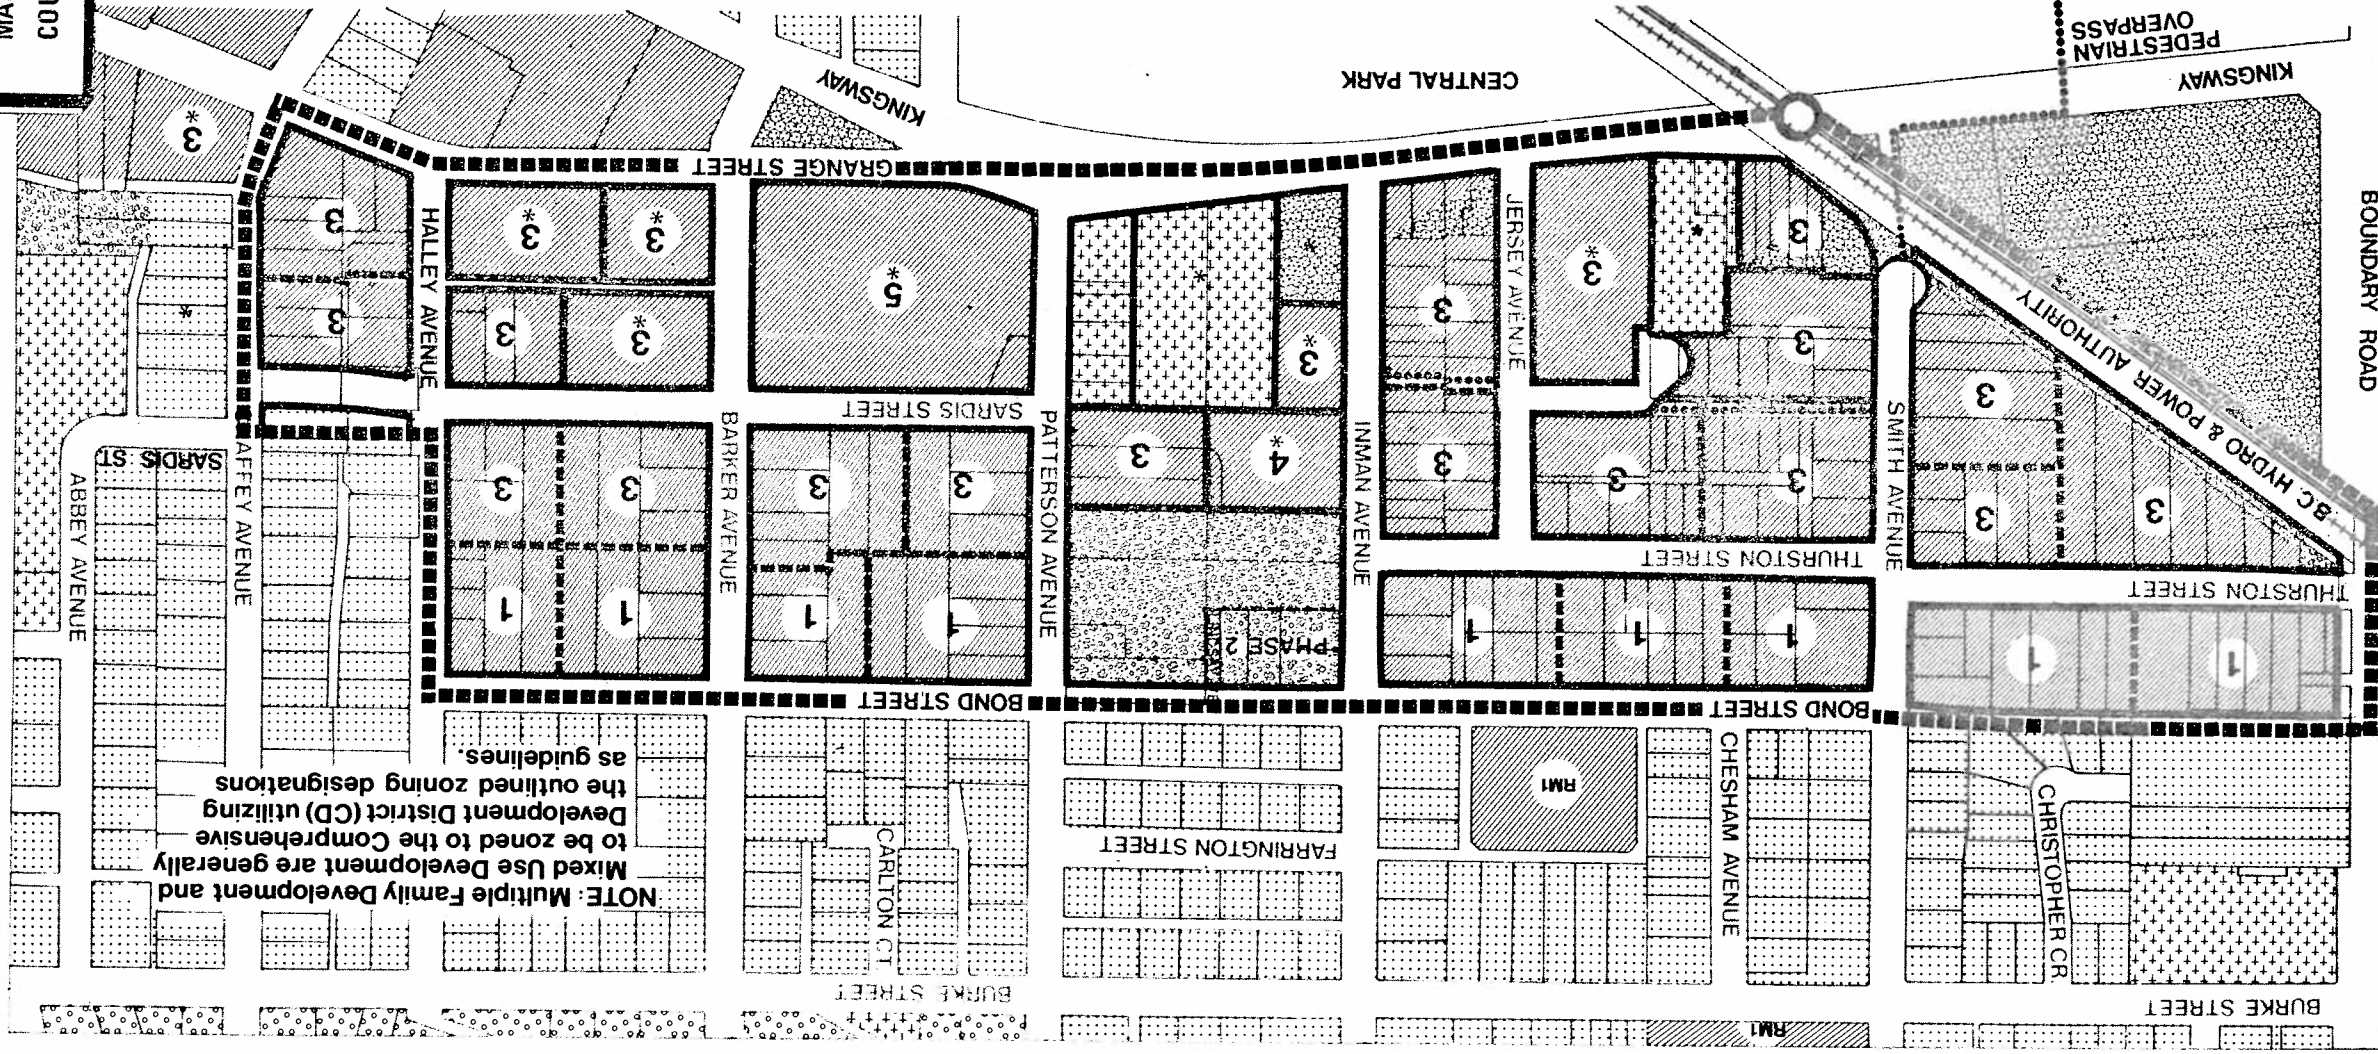 PEDESTRIAN
OVERPASS
KINGSWAY
CENTRAL PARK
KINGSWAY
BOUNDARY ROAD
B.C. HYDRO & POWER AUTHORITY
GRANGE STREET
3*
3
3
HALLEY AVENUE
3*
3*
3
3*
5*
*
*
3*
3
JERSEY AVENUE
3*
*
3
3
3
*
SARDIS STREET
SARDIS ST.
ABBEY AVENUE
AFFEY AVENUE
3
3
BARKER AVENUE
3
3
PATTERSON AVENUE
3
4*
INMAN AVENUE
3
3
3
SMITH AVENUE
3
3
THURSTON STREET
THURSTON STREET
1
1
1
1
PHASE 2
1
1
1
1
1
BOND STREET
BOND STREET
NOTE: Multiple Family Development and
Mixed Use Development are generally
to be zoned to the Comprehensive
Development District (CD) utilizing
the outlined zoning designations
as guidelines.
CARLTON CT.
FARRINGTON STREET
RM1
CHESHAM AVENUE
CHRISTOPHER CR.
BURKE STREET
BURKE STREET
RM1